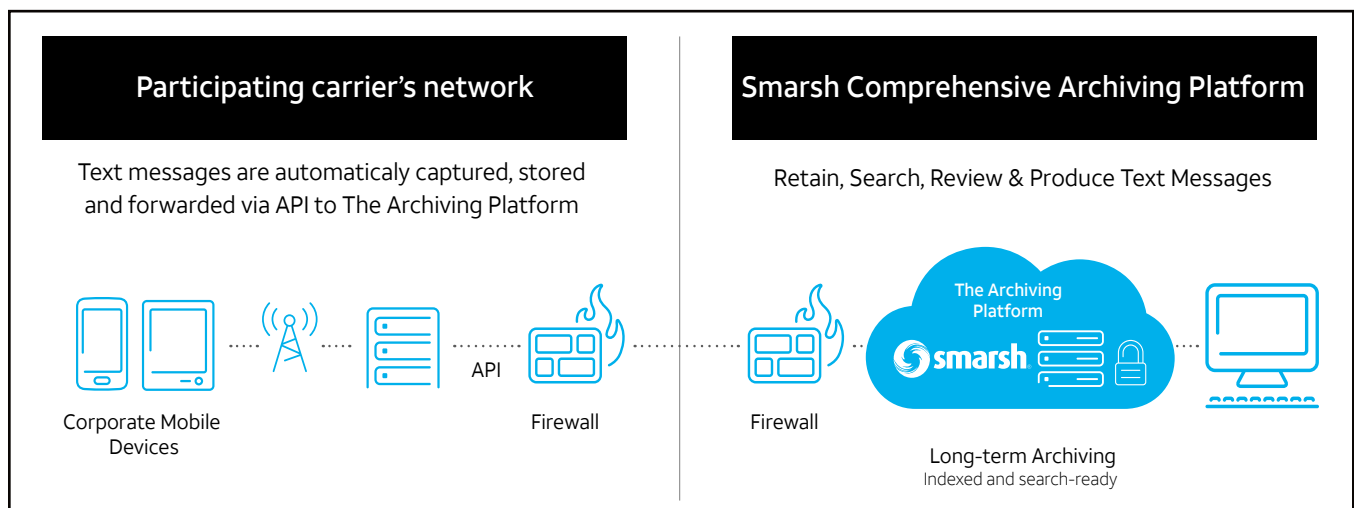 Participating carrier's network
Text messages are automaticaly captured, stored
and forwarded via API to The Archiving Platform
API
Corporate Mobile
Devices
Firewall
Smarsh Comprehensive Archiving Platform
Retain, Search, Review & Produce Text Messages
The Archiving
Platform
smarsh
Firewall
Long-term Archiving
Indexed and search-ready